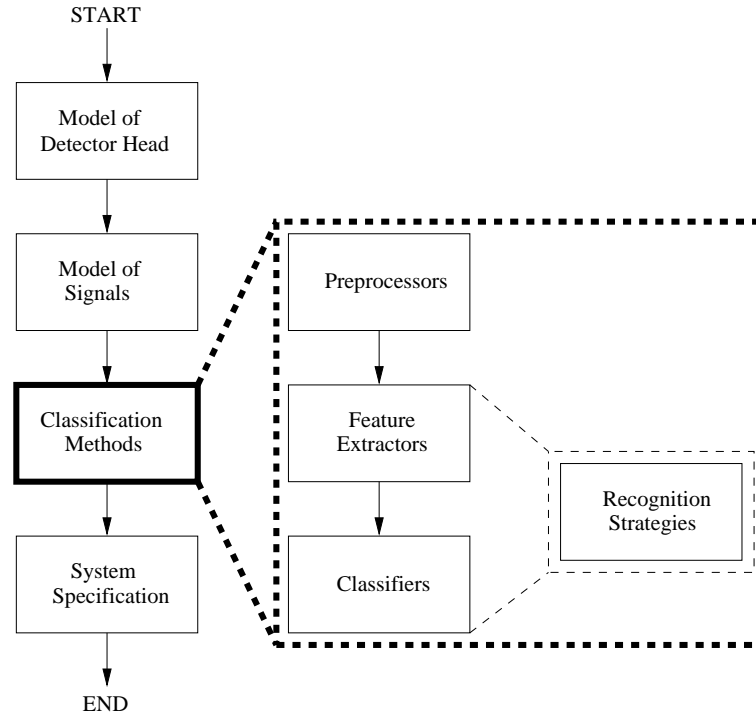 START
Model of
Detector Head
Model of
Signals
Classification
Methods
System
Specification
END
Preprocessors
Feature
Extractors
Classifiers
Recognition
Strategies